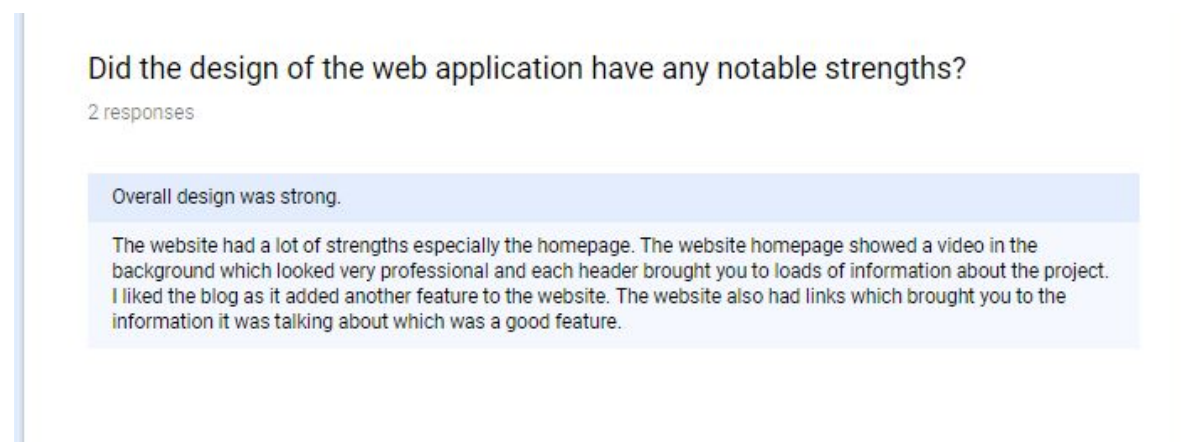 Did the design of the web application have any notable strengths?
2 responses
Overall design was strong.
The website had a lot of strengths especially the homepage. The website homepage showed a video in the
background which looked very professional and each header brought you to loads of information about the project.
I liked the blog as it added another feature to the website. The website also had links which brought you to the
information it was talking about which was a good feature.